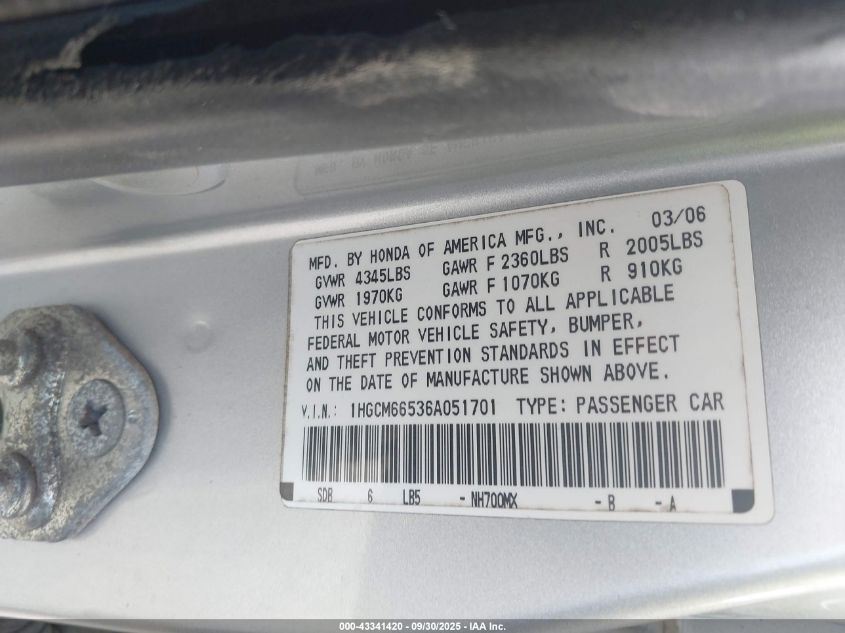 MFD. BY HONDA OF AMERICA MFG., INC. 03/06
GVWR 4345LBS GAWR F 2360LBS R 2005LBS
GVWR 1970KG GAWR F 1070KG R 910KG
THIS VEHICLE CONFORMS TO ALL APPLICABLE
FEDERAL MOTOR VEHICLE SAFETY, BUMPER,
AND THEFT PREVENTION STANDARDS IN EFFECT
ON THE DATE OF MANUFACTURE SHOWN ABOVE.
V.I.N.: 1HGCM66536A051701 TYPE: PASSENGER CAR
SDB 6 LB5 - NH700MX - B - A
000-43341420 - 09/30/2025 - IAA Inc.